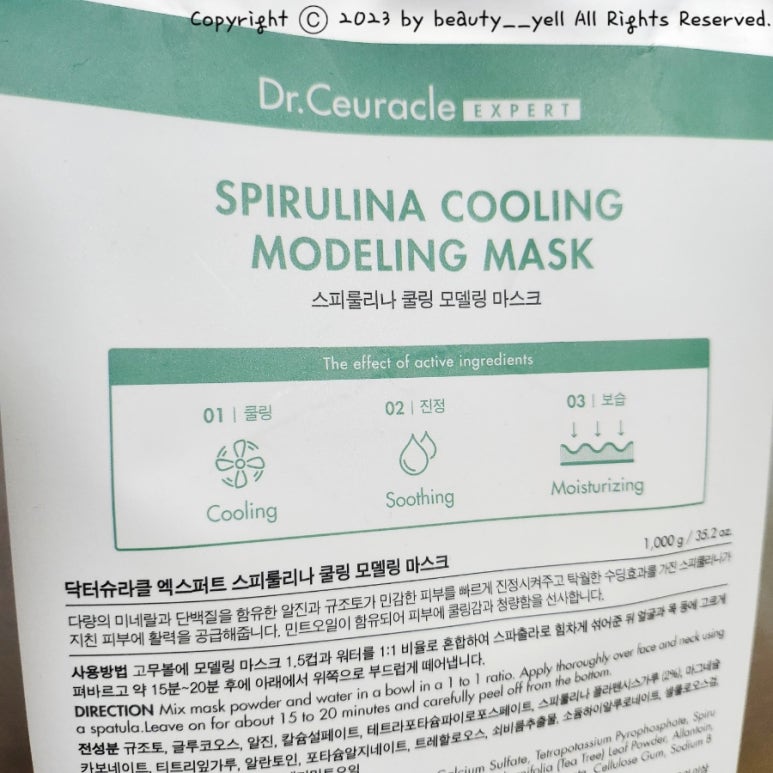 Copyright ⓒ 2023 by beauty__yell All Rights Reserved.
Dr.Ceuracle EXPERT
SPIRULINA COOLING
MODELING MASK
스피룰리나 쿨링 모델링 마스크
The effect of active ingredients
01 | 쿨링
02 | 진정
03 | 보습
Cooling
Soothing
Moisturizing
1,000 g / 35.2 oz.
닥터슈라클 엑스퍼트 스피룰리나 쿨링 모델링 마스크
다량의 미네랄과 단백질을 함유한 알진과 규조토가 민감한 피부를 빠르게 진정시켜주고 탁월한 수딩효과를 가진 스피룰리나가
지친 피부에 활력을 공급해줍니다. 민트오일이 함유되어 피부에 쿨링감과 청량함을 선사합니다.
사용방법 고무볼에 모델링 마스크 1.5컵과 워터를 1:1 비율로 혼합하여 스파츌라로 힘차게 섞어준 뒤 얼굴과 목 등에 고르게
펴바르고 약 15분~20분 후에 아래에서 위쪽으로 부드럽게 떼어냅니다.
DIRECTION Mix mask powder and water in a bowl in a 1 to 1 ratio. Apply thoroughly over face and neck using
a spatula.Leave on for about 15 to 20 minutes and carefully peel off from the bottom.
전성분 규조토, 글루코오스, 알진, 칼슘설페이트, 테트라포타슘파이로포스페이트, 스피룰리나 플라텐시스가루 (2%), 마그네슘
카보네이트, 티트리잎가루, 알란토인, 포타슘알지네이트, 트레할로오스, 쇠비름추출물, 소듐하이알루로네이트, 셀룰로오스검,
Calcium Sulfate, Tetrapotassium Pyrophosphate, Spiru
(Tea Tree) Leaf Powder, Allantoin,
Cellulose Gum, Sodium B